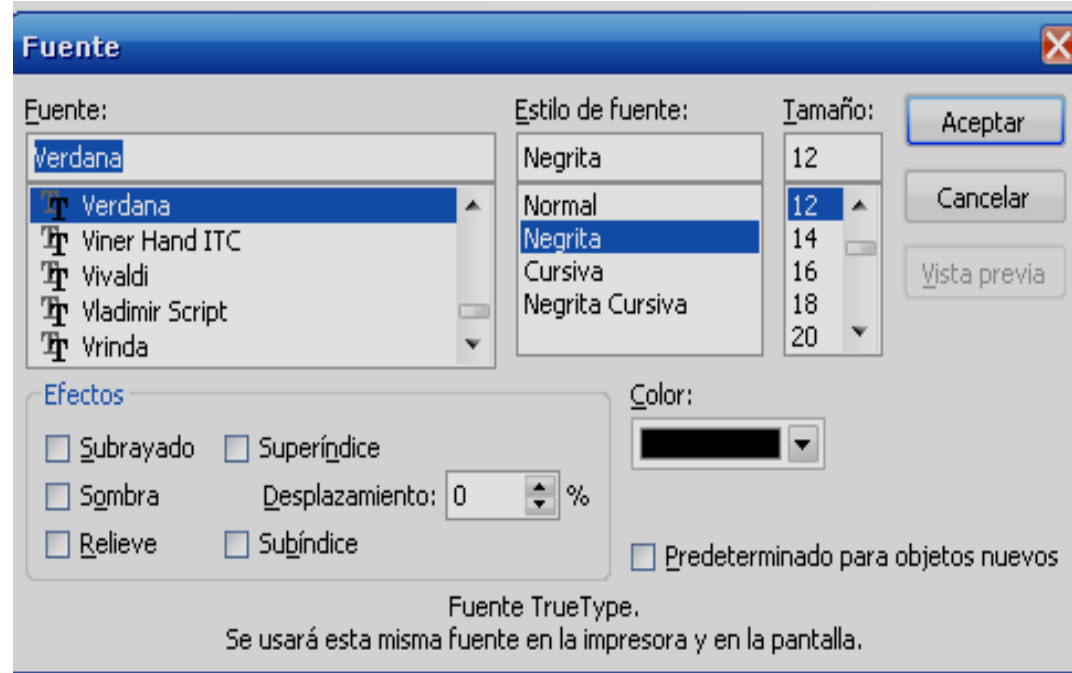 Fuente
Fuente:
Verdana
Verdana
Viner Hand ITC
Vivaldi
Vladimir Script
Vrinda
Estilo de fuente:
Negrita
Normal
Negrita
Cursiva
Negrita Cursiva
Tamaño:
12
12
14
16
18
20
Aceptar
Cancelar
Vista previa
Efectos
Subrayado
Superíndice
Sombra
Desplazamiento: 0 %
Relieve
Subíndice
Color:
Predeterminado para objetos nuevos
Fuente TrueType.
Se usará esta misma fuente en la impresora y en la pantalla.